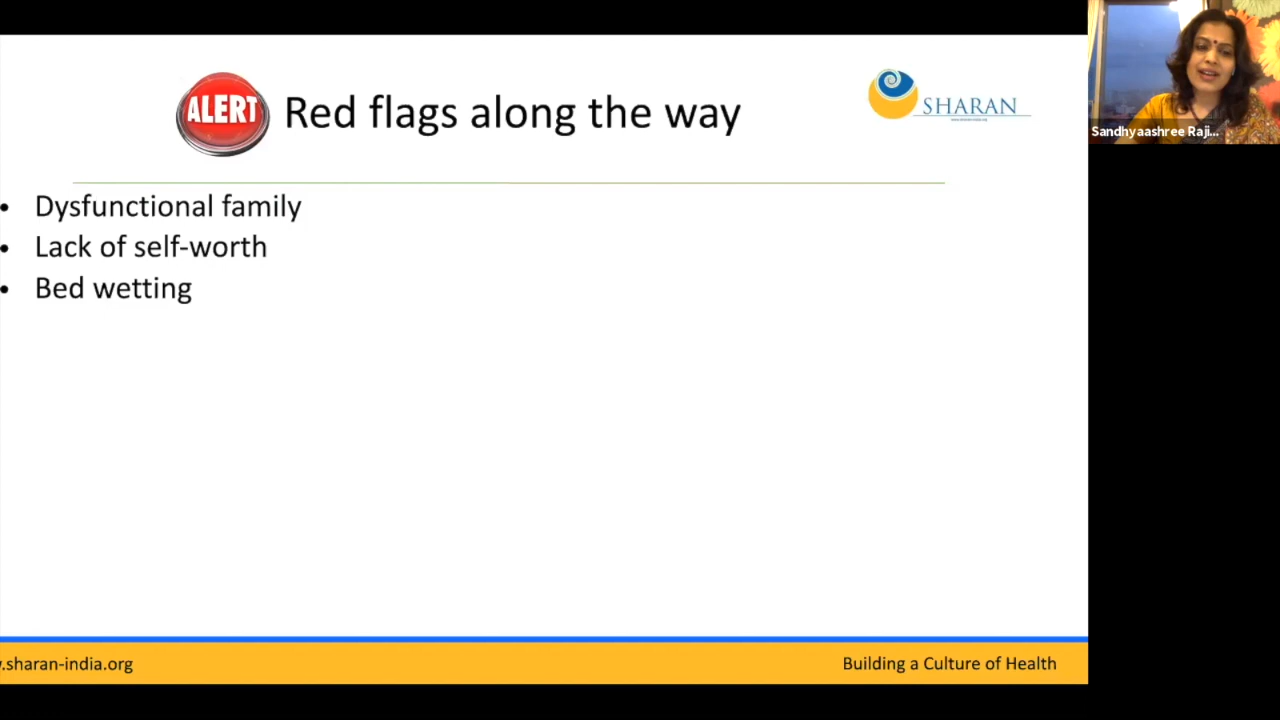 ALERT
Red flags along the way
SHARAN
Sandhyaashree Raji...
• Dysfunctional family
• Lack of self-worth
• Bed wetting
.sharan-india.org
Building a Culture of Health